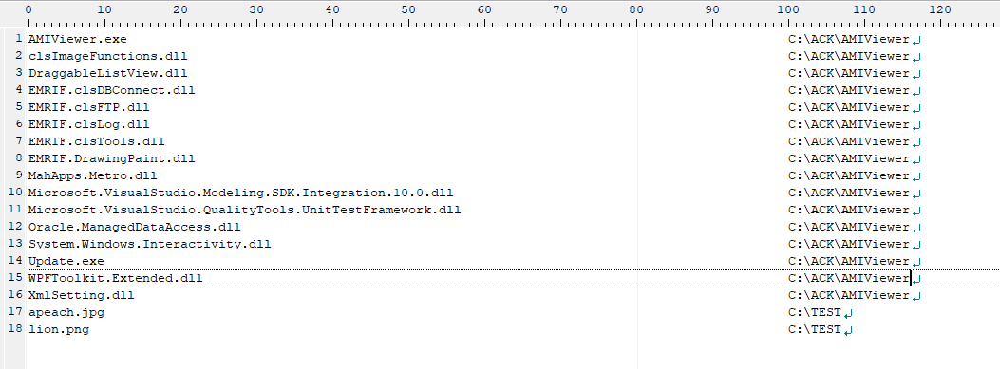 0 10 20 30 40 50 60 70 80 90 100 110 120
1 AMIViewer.exe C:\ACK\AMIViewer
2 clsImageFunctions.dll C:\ACK\AMIViewer
3 DraggableListView.dll C:\ACK\AMIViewer
4 EMRIF.clsDBConnect.dll C:\ACK\AMIViewer
5 EMRIF.clsFTP.dll C:\ACK\AMIViewer
6 EMRIF.clsLog.dll C:\ACK\AMIViewer
7 EMRIF.clsTools.dll C:\ACK\AMIViewer
8 EMRIF.DrawingPaint.dll C:\ACK\AMIViewer
9 MahApps.Metro.dll C:\ACK\AMIViewer
10 Microsoft.VisualStudio.Modeling.SDK.Integration.10.0.dll C:\ACK\AMIViewer
11 Microsoft.VisualStudio.QualityTools.UnitTestFramework.dll C:\ACK\AMIViewer
12 Oracle.ManagedDataAccess.dll C:\ACK\AMIViewer
13 System.Windows.Interactivity.dll C:\ACK\AMIViewer
14 Update.exe C:\ACK\AMIViewer
15 WPFToolkit.Extended.dll C:\ACK\AMIViewer
16 XmlSetting.dll C:\ACK\AMIViewer
17 apeach.jpg C:\TEST
18 lion.png C:\TEST